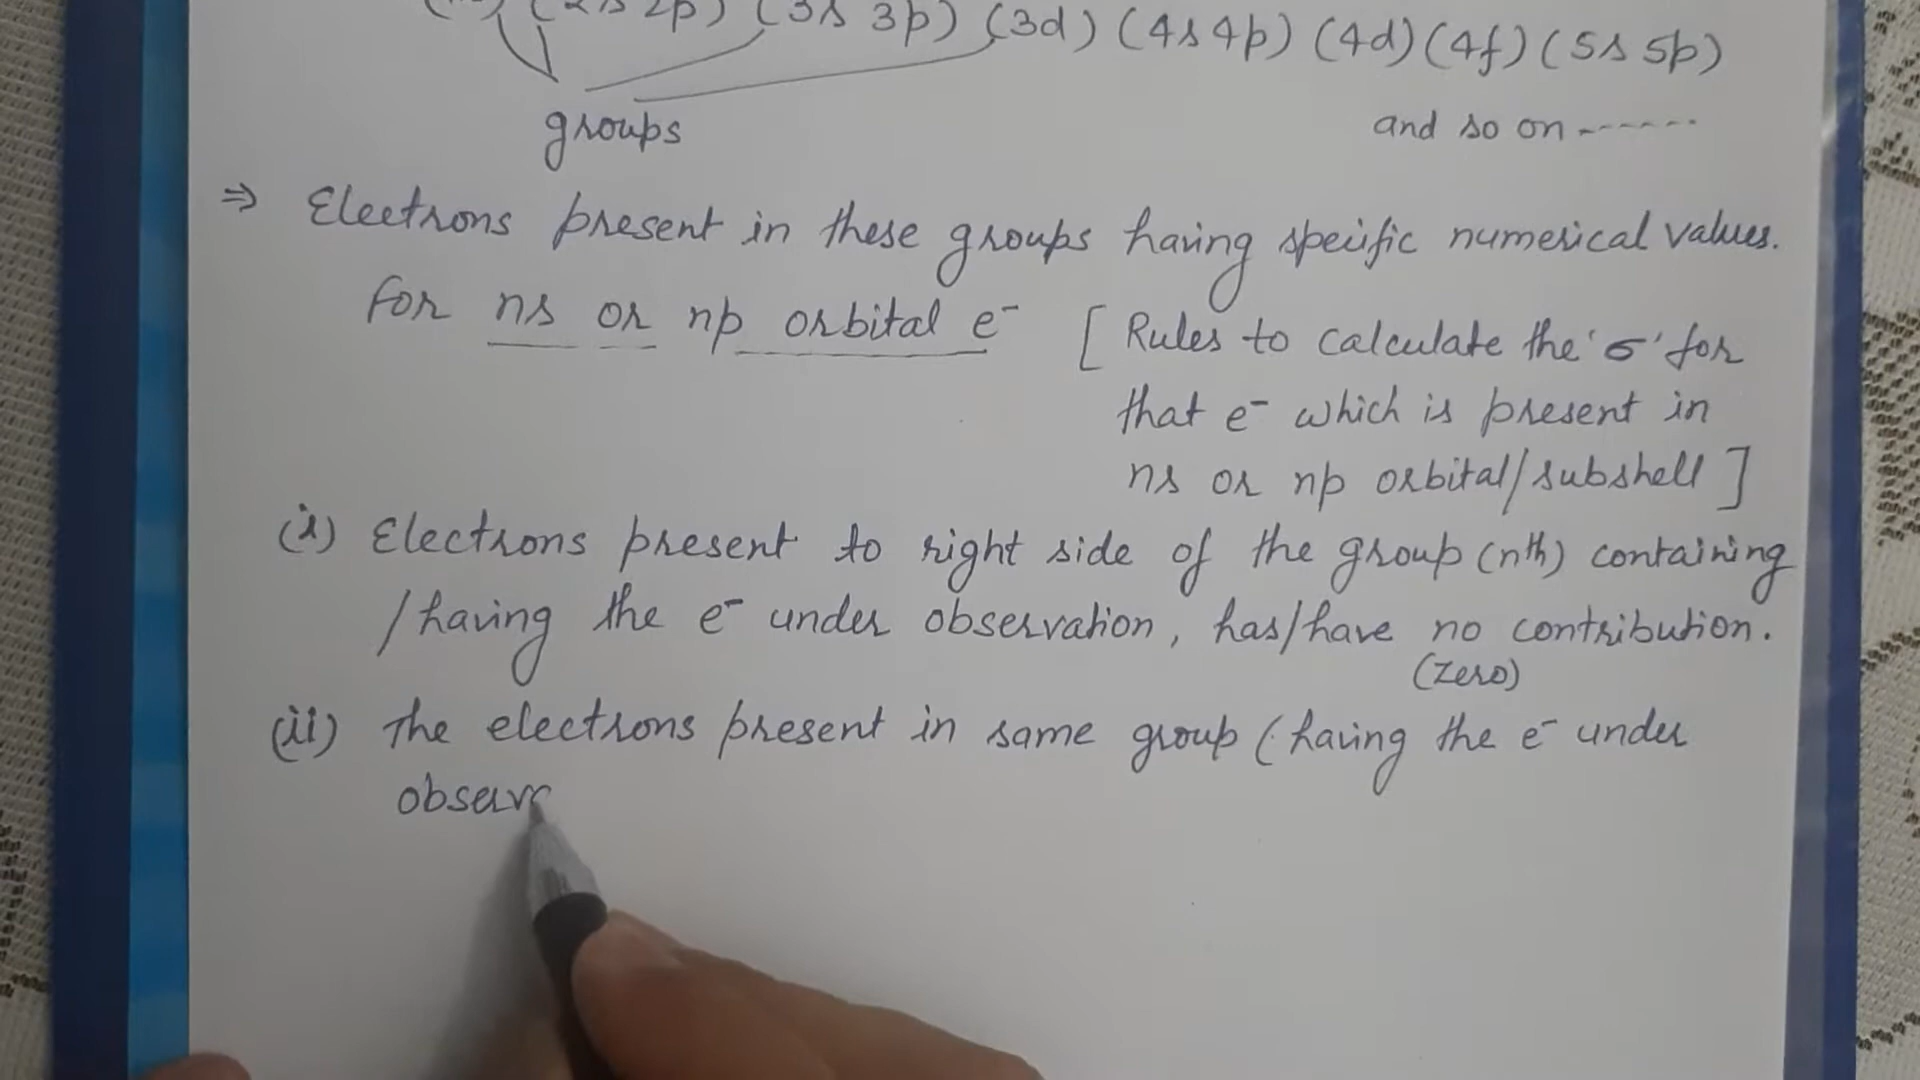 (2s 2p) (3s 3p) (3d) (4s 4p) (4d) (4f) (5s 5p)
groups
and so on ------
⇒ Electrons present in these groups having specific numerical values.
for ns or np orbital e⁻
[ Rules to calculate the 'σ' for
that e⁻ which is present in
ns or np orbital/subshell ]
(i) Electrons present to right side of the group (nth) containing
/having the e⁻ under observation, has/have no contribution.
(zero)
(ii) the electrons present in same group (having the e⁻ under
observa